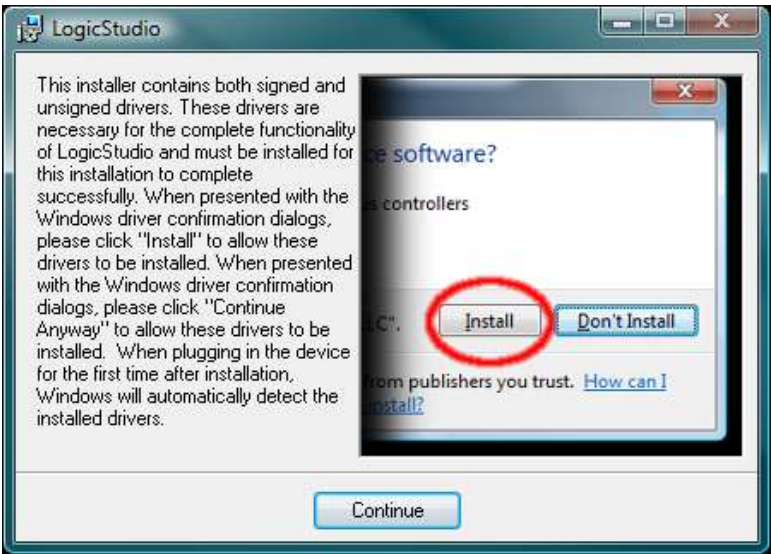 LogicStudio
This installer contains both signed and
unsigned drivers. These drivers are
necessary for the complete functionality
of LogicStudio and must be installed for
this installation to complete
successfully. When presented with the
Windows driver confirmation dialogs,
please click "Install" to allow these
drivers to be installed. When presented
with the Windows driver confirmation
dialogs, please click "Continue
Anyway" to allow these drivers to be
installed.  When plugging in the device
for the first time after installation,
Windows will automatically detect the
installed drivers.
software?
controllers
Install
Don't Install
from publishers you trust. How can I
install?
Continue